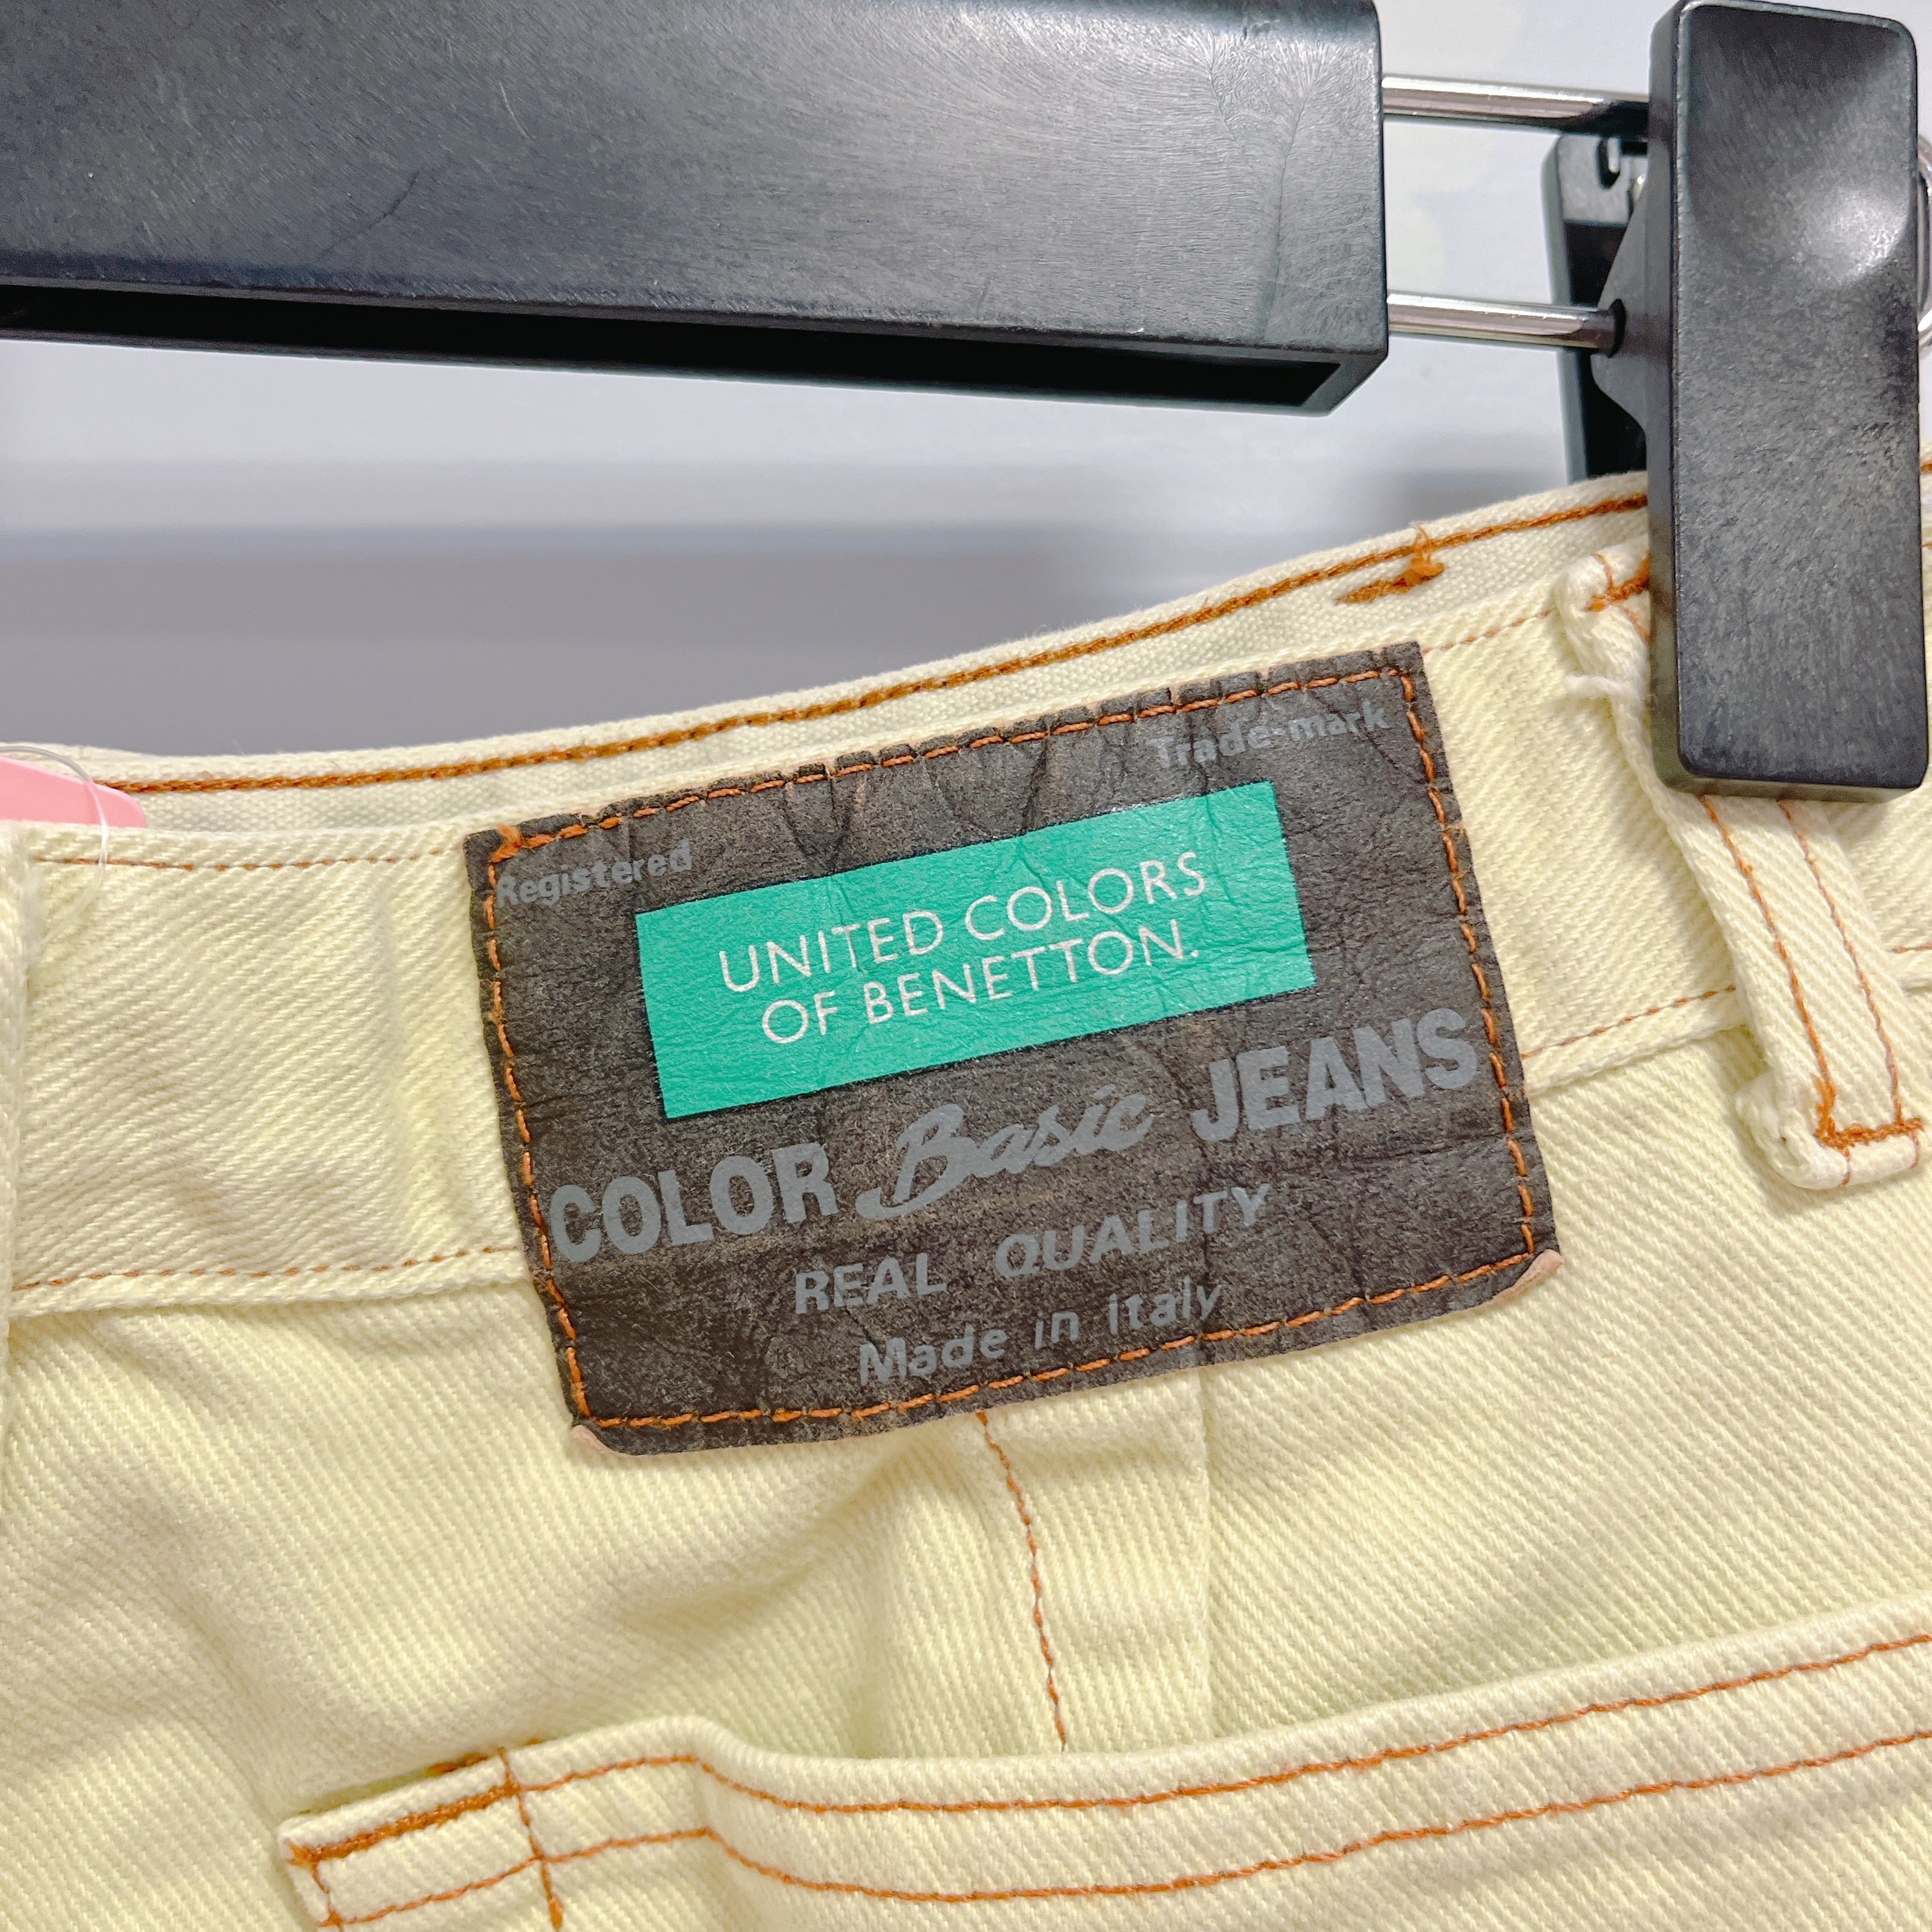 Registered Trade-mark
UNITED COLORS
OF BENETTON.
COLOR Basic JEANS
REAL QUALITY
Made in Italy